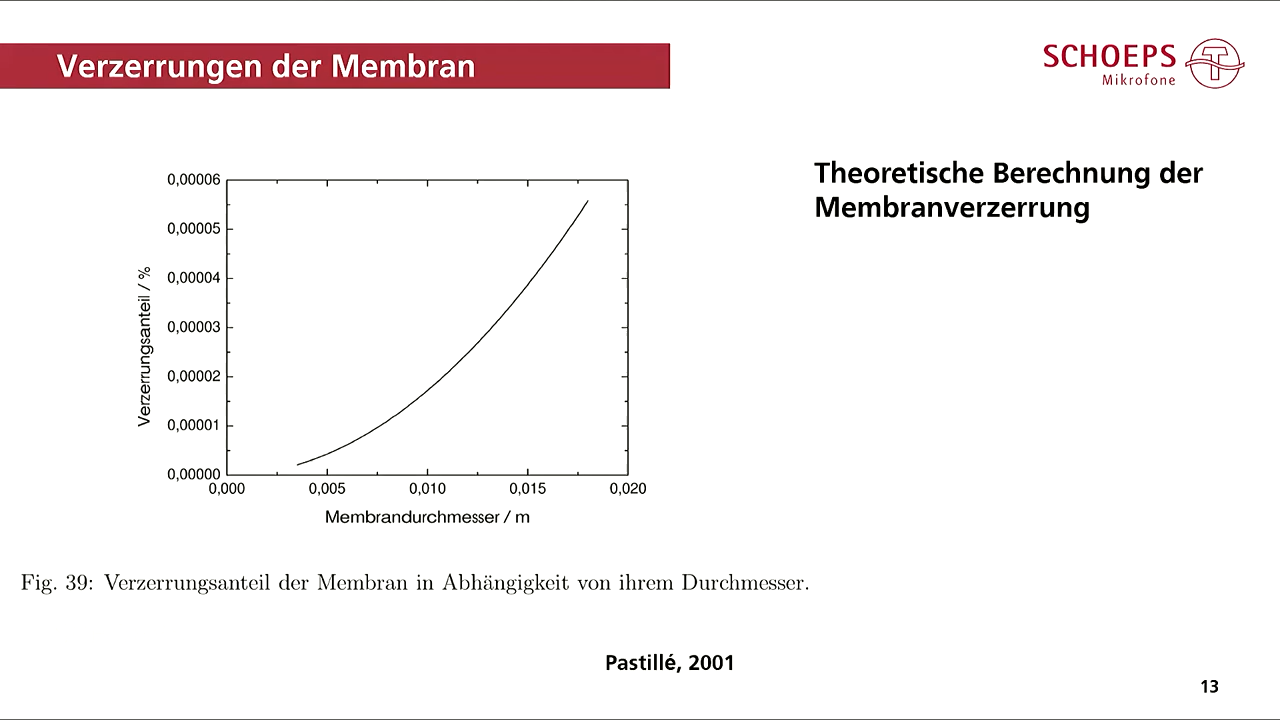 Verzerrungen der Membran
SCHOEPS
Mikrofone
Theoretische Berechnung der
Membranverzerrung
0,00006
0,00005
0,00004
0,00003
0,00002
0,00001
0,00000
Verzerrungsanteil / %
0,000
0,005
0,010
0,015
0,020
Membrandurchmesser / m
Fig. 39: Verzerrungsanteil der Membran in Abhängigkeit von ihrem Durchmesser.
Pastillé, 2001
13